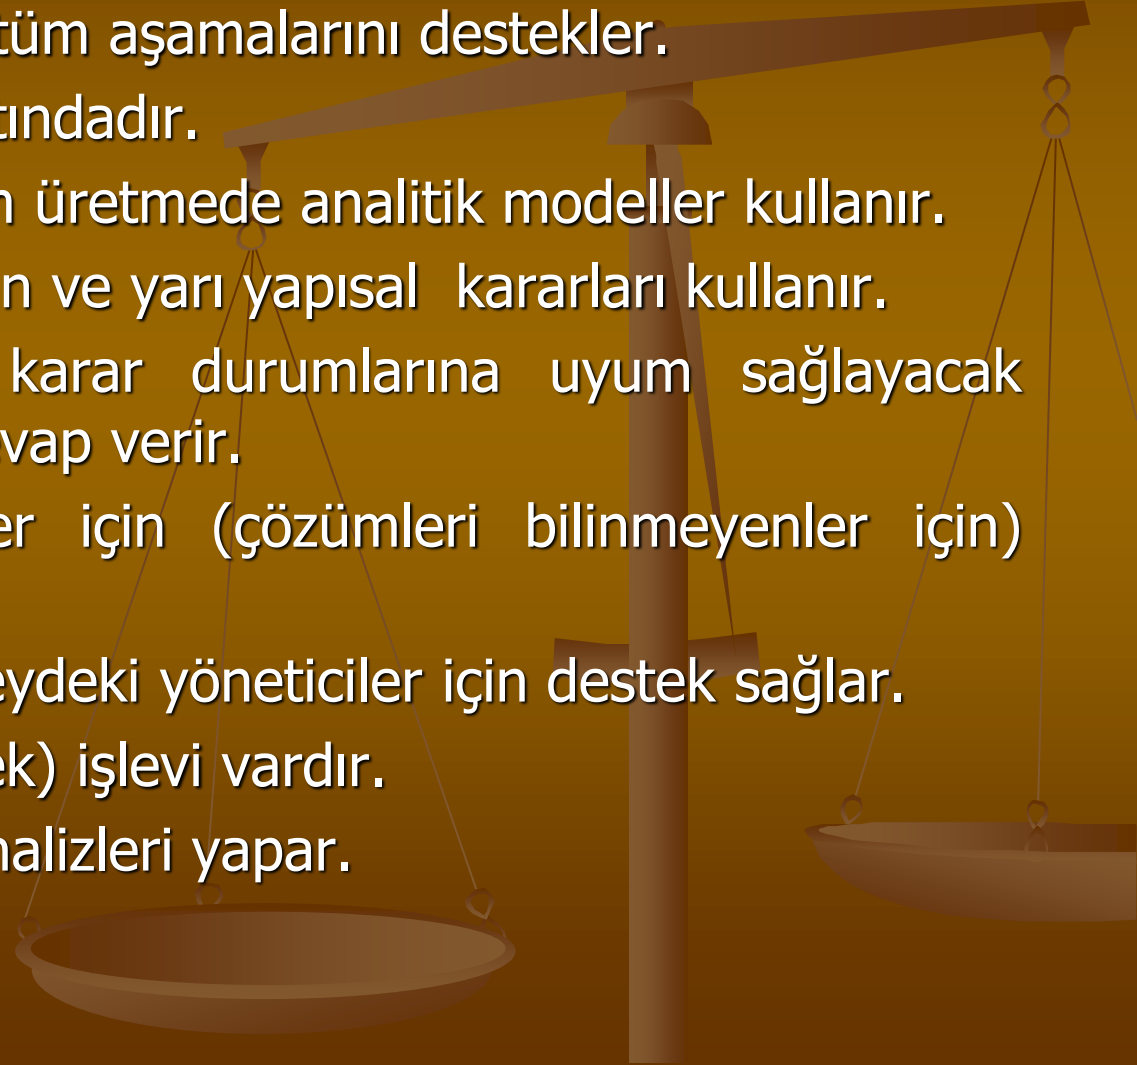 tüm aşamalarını destekler.
tındadır.
n üretmede analitik modeller kullanır.
n ve yarı yapısal kararları kullanır.
karar durumlarına uyum sağlayacak
vap verir.
er için (çözümleri bilinmeyenler için)
eydeki yöneticiler için destek sağlar.
ek) işlevi vardır.
nalizleri yapar.